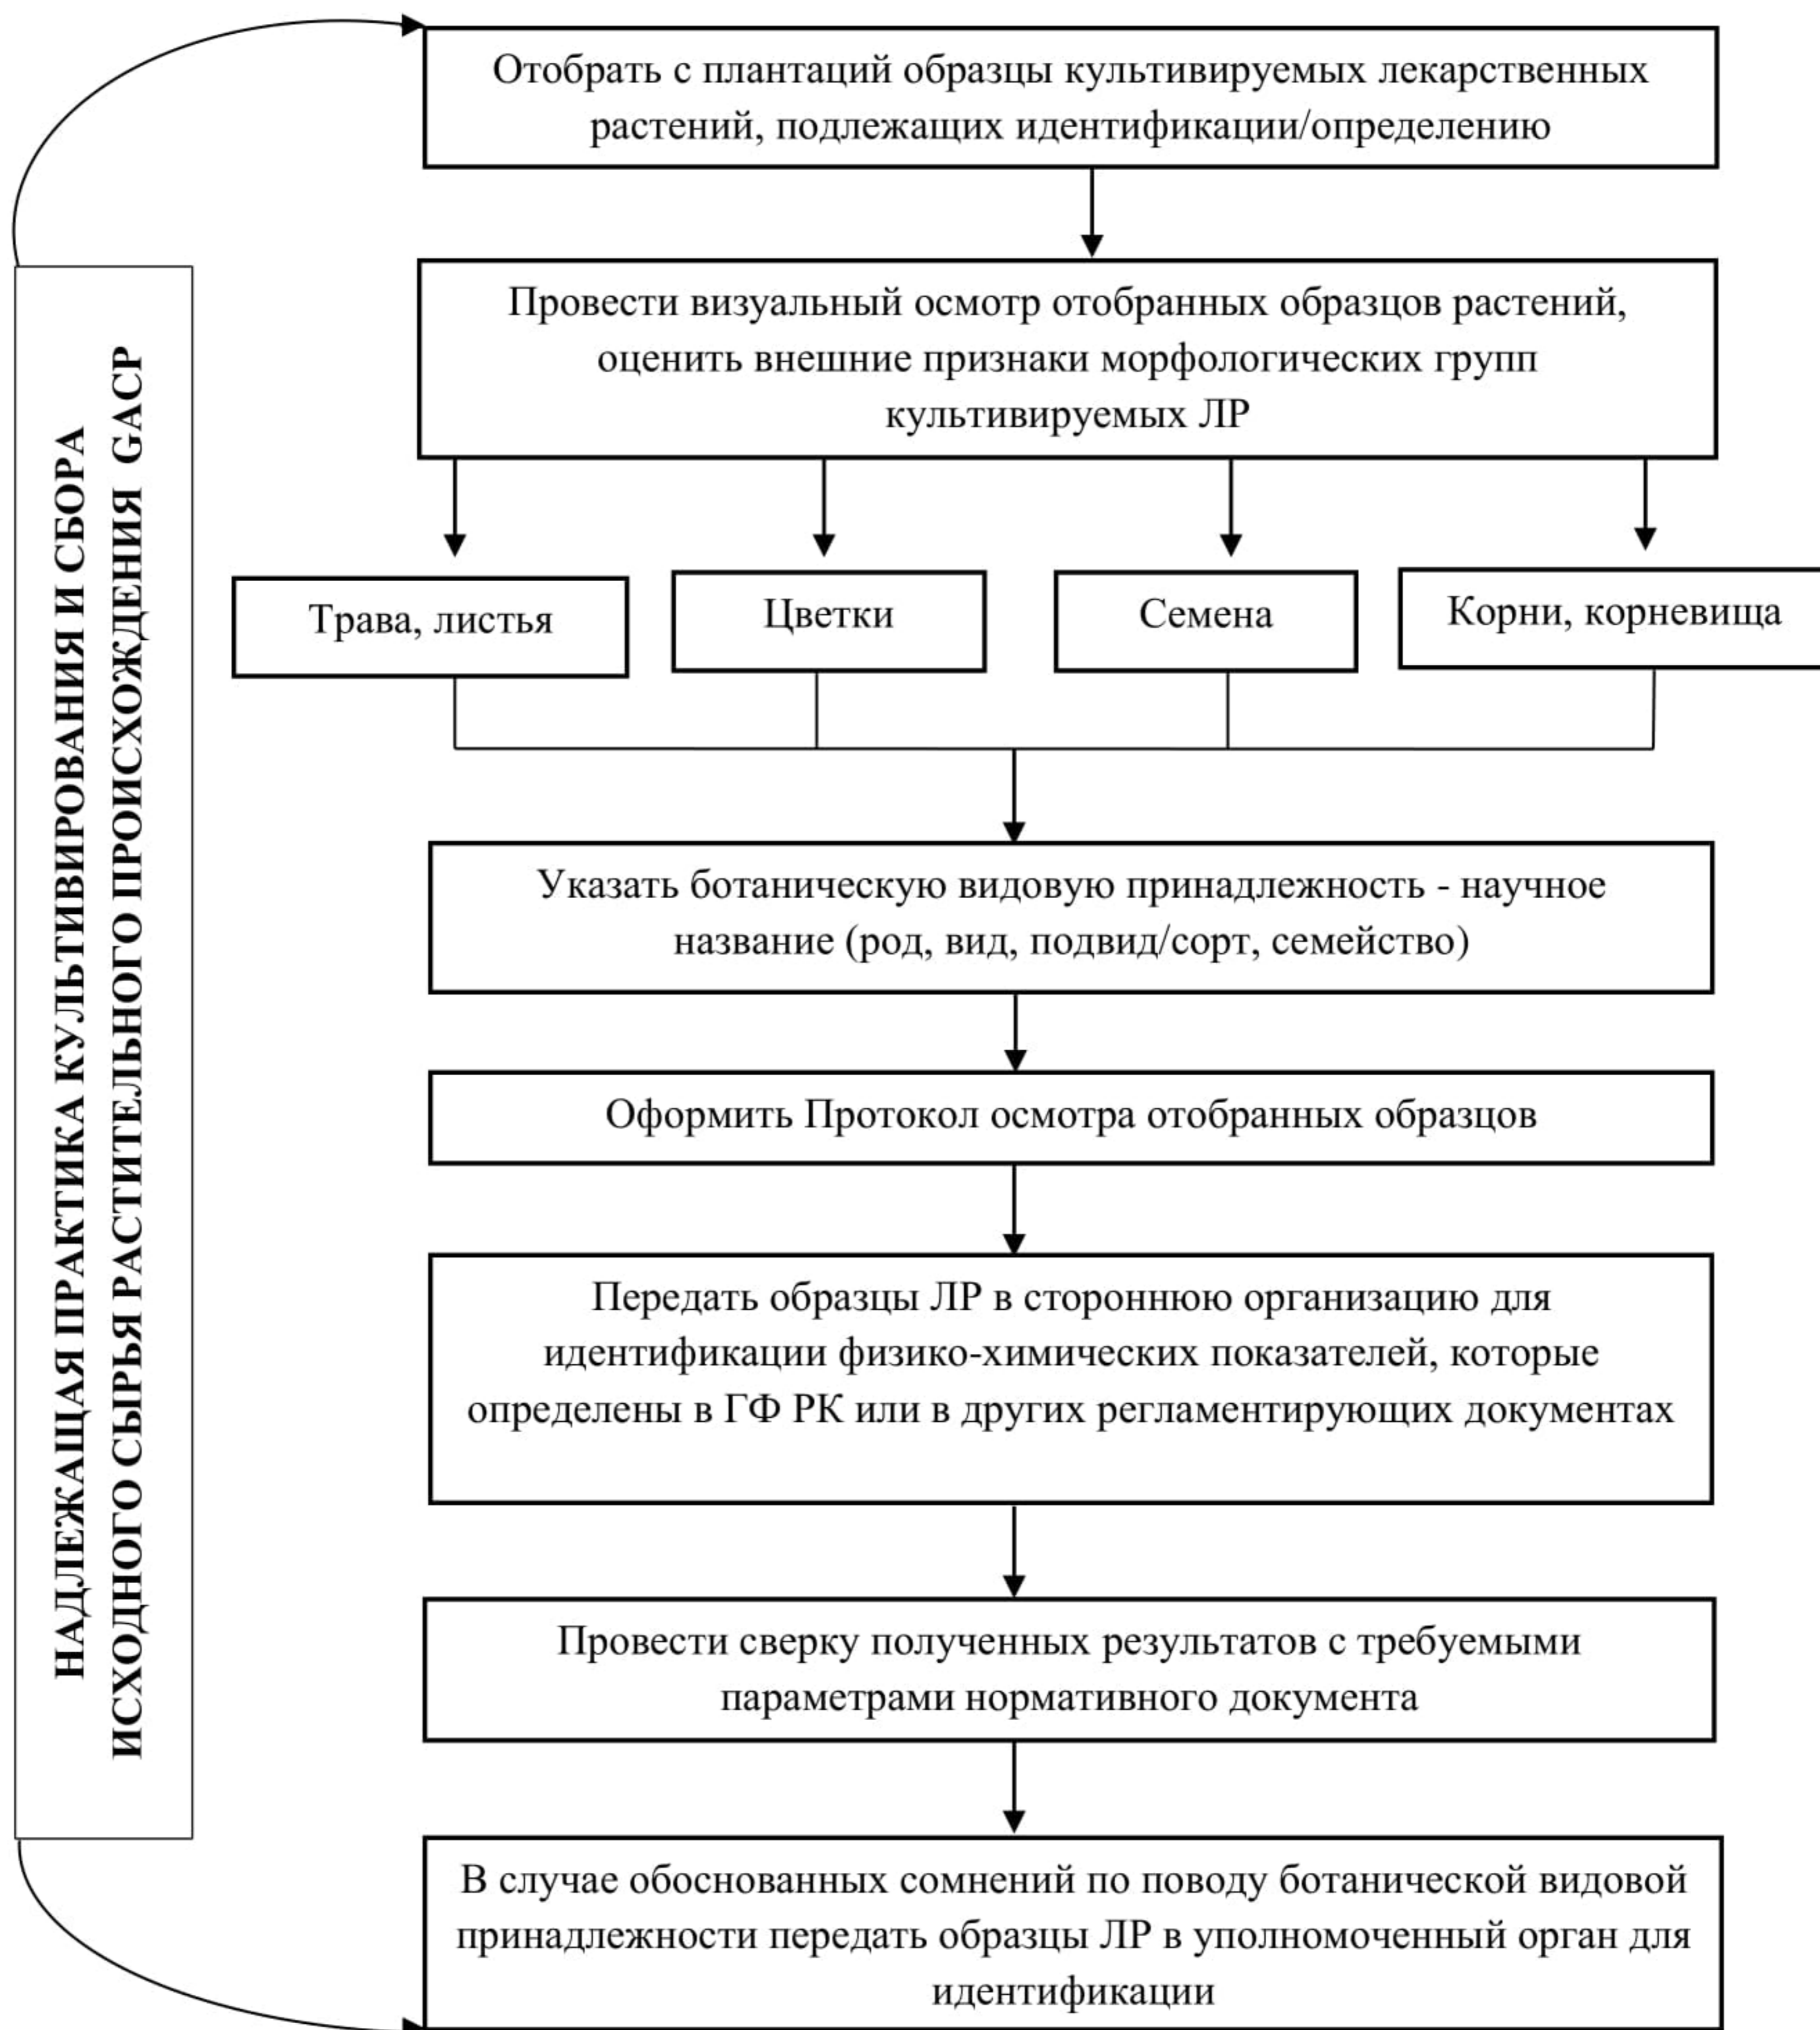 Отобрать с плантаций образцы культивируемых лекарственных
растений, подлежащих идентификации/определению
Провести визуальный осмотр отобранных образцов растений,
оценить внешние признаки морфологических групп
культивируемых ЛР
Трава, листья
Цветки
Семена
Корни, корневища
Указать ботаническую видовую принадлежность - научное
название (род, вид, подвид/сорт, семейство)
Оформить Протокол осмотра отобранных образцов
Передать образцы ЛР в стороннюю организацию для
идентификации физико-химических показателей, которые
определены в ГФ РК или в других регламентирующих документах
Провести сверку полученных результатов с требуемыми
параметрами нормативного документа
В случае обоснованных сомнений по поводу ботанической видовой
принадлежности передать образцы ЛР в уполномоченный орган для
идентификации
НАДЛЕЖАЩАЯ ПРАКТИКА КУЛЬТИВИРОВАНИЯ И СБОРА
ИСХОДНОГО СЫРЬЯ РАСТИТЕЛЬНОГО ПРОИСХОЖДЕНИЯ GACP